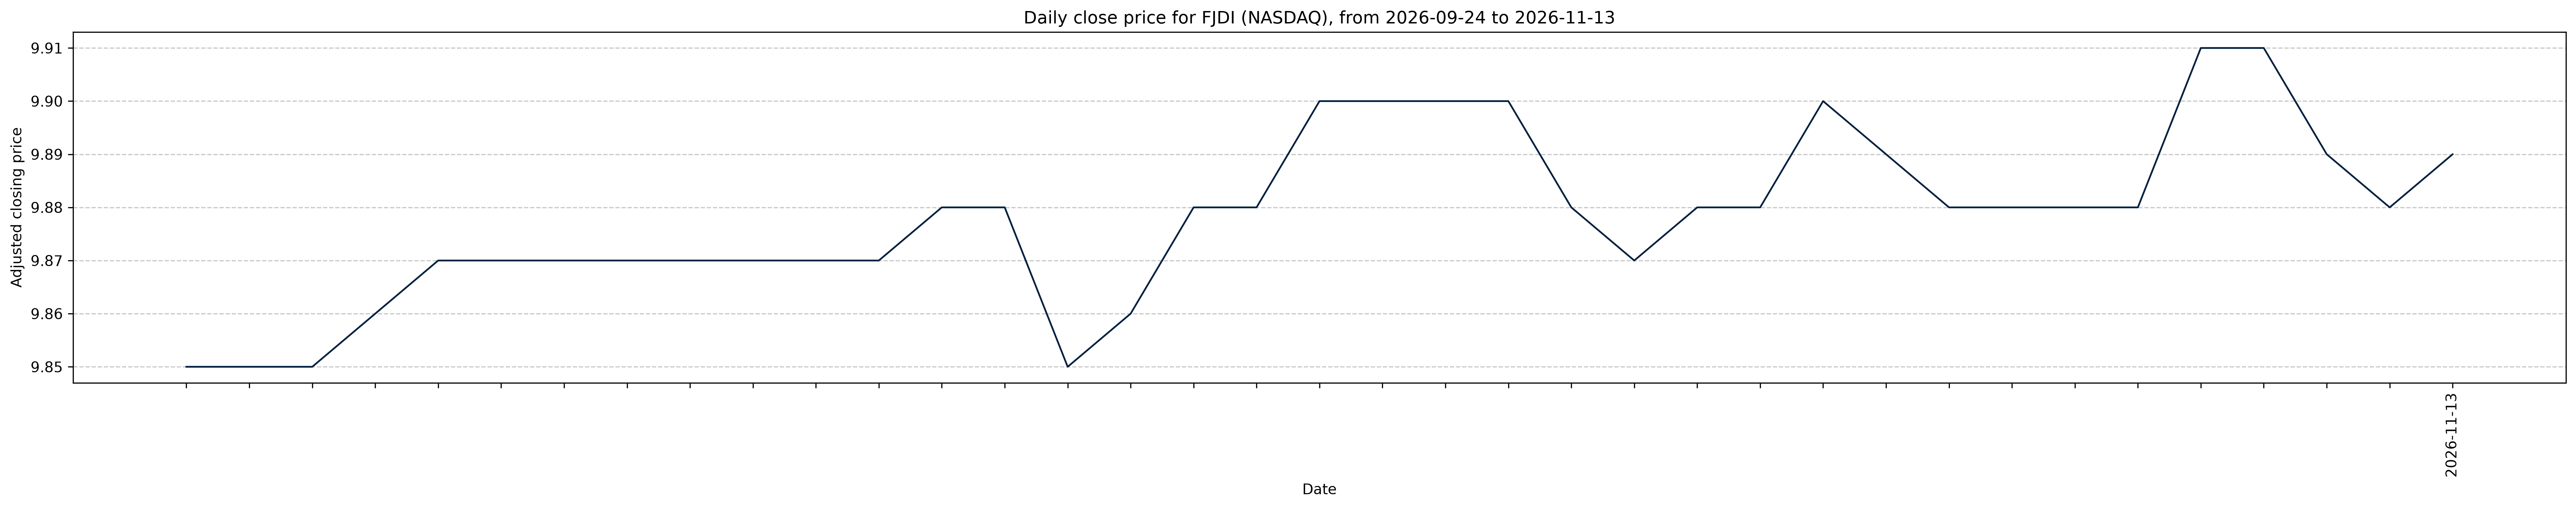 Daily close price for FJDI (NASDAQ), from 2026-09-24 to 2026-11-13
9.91
9.90
9.89
9.88
9.87
9.86
9.85
Adjusted closing price
2026-11-13
Date